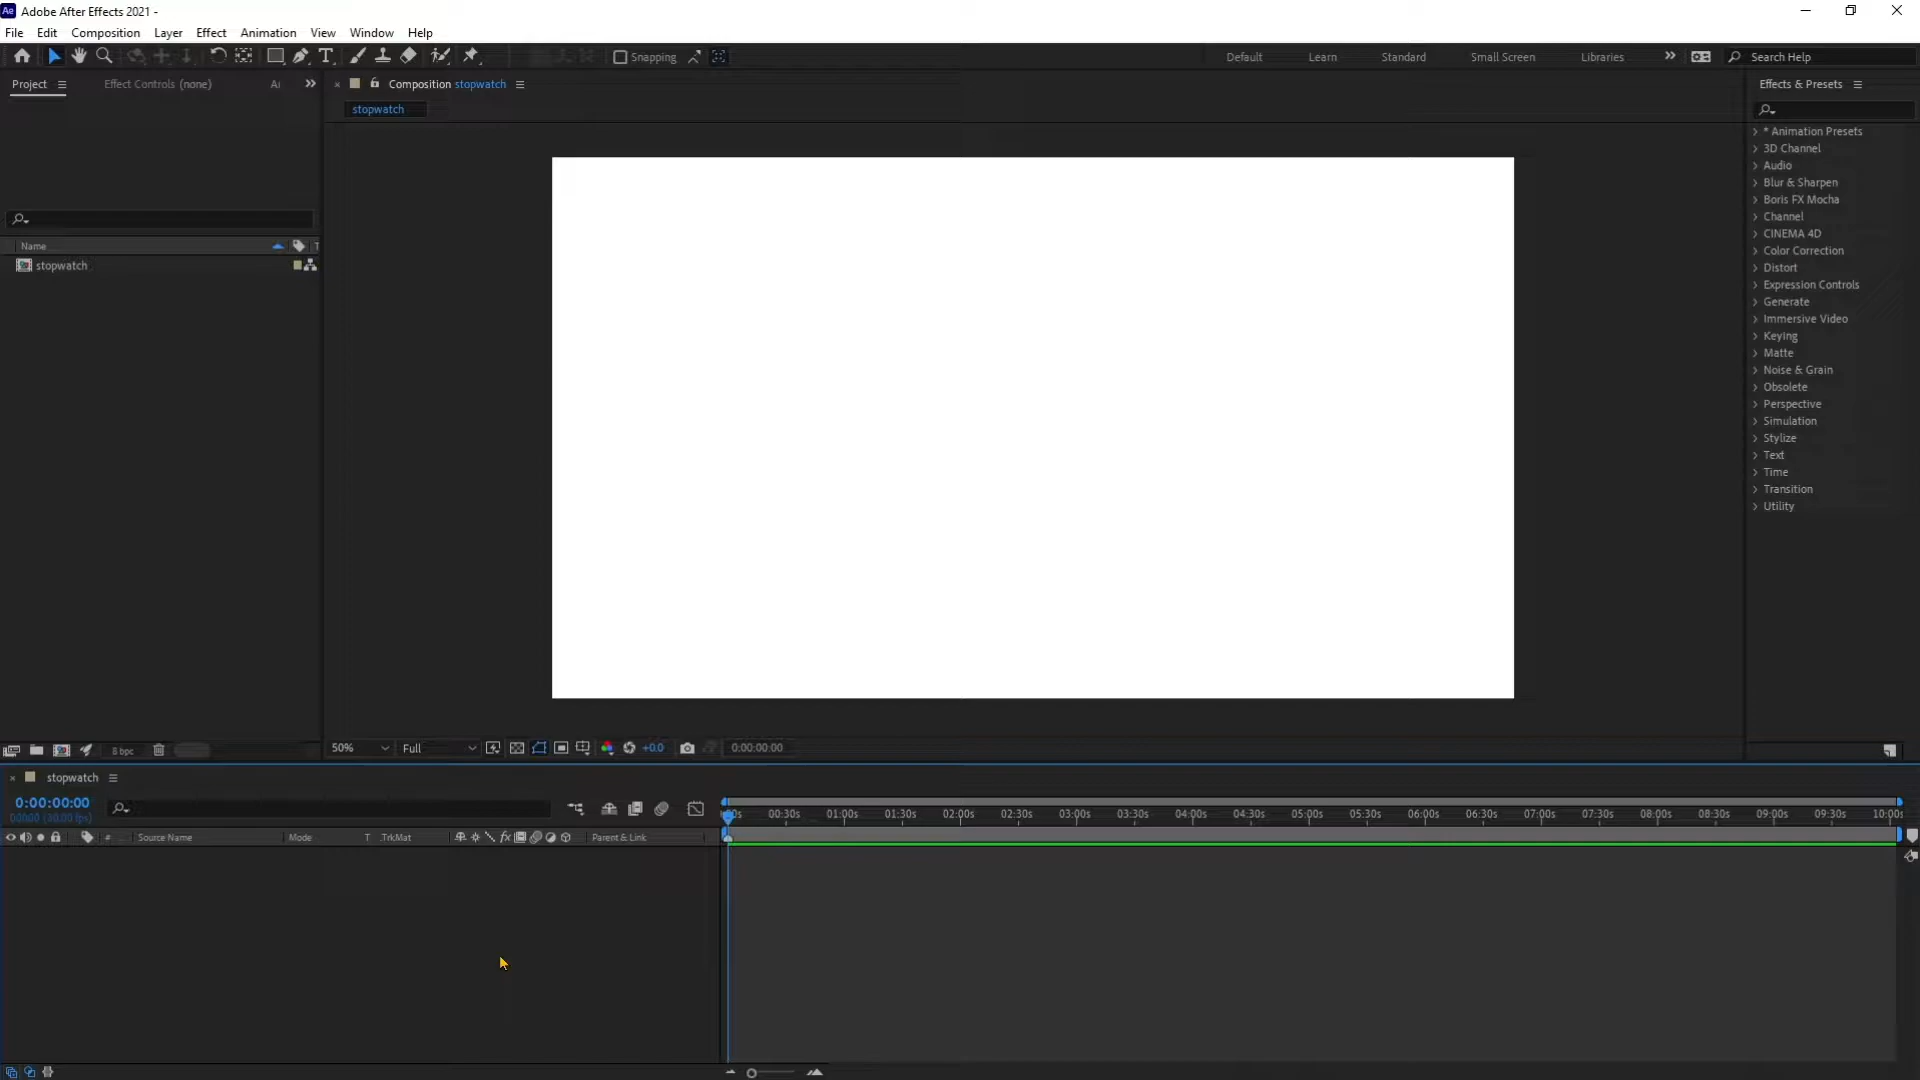 Ae Adobe After Effects 2021 -
File Edit Composition Layer Effect Animation View Window Help
Snapping Default Learn Standard Small Screen Libraries Search Help
Project Effect Controls (none) Composition stopwatch Effects & Presets
stopwatch
* Animation Presets
3D Channel
Audio
Blur & Sharpen
Boris FX Mocha
Channel
CINEMA 4D
Color Correction
Distort
Expression Controls
Generate
Immersive Video
Keying
Matte
Noise & Grain
Obsolete
Perspective
Simulation
Stylize
Text
Time
Transition
Utility
Name
stopwatch
8 bpc 50% Full +0.0 0:00:00:00
stopwatch
0:00:00:00
00000 (30.00 fps)
00:30s 01:00s 01:30s 02:00s 02:30s 03:00s 03:30s 04:00s 04:30s 05:00s 05:30s 06:00s 06:30s 07:00s 07:30s 08:00s 08:30s 09:00s 09:30s 10:00s
# Source Name Mode T .TrkMat fx Parent & Link